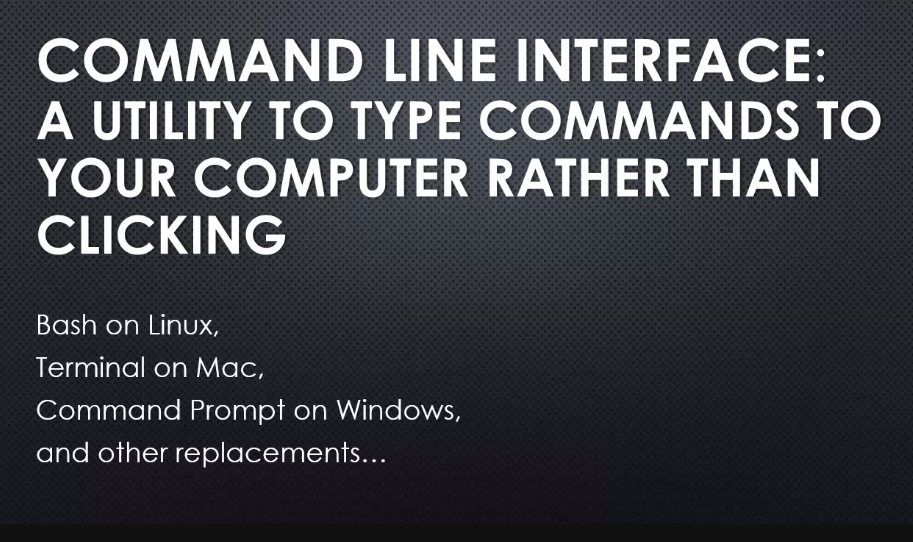 COMMAND LINE INTERFACE:
A UTILITY TO TYPE COMMANDS TO
YOUR COMPUTER RATHER THAN
CLICKING
Bash on Linux,
Terminal on Mac,
Command Prompt on Windows,
and other replacements...